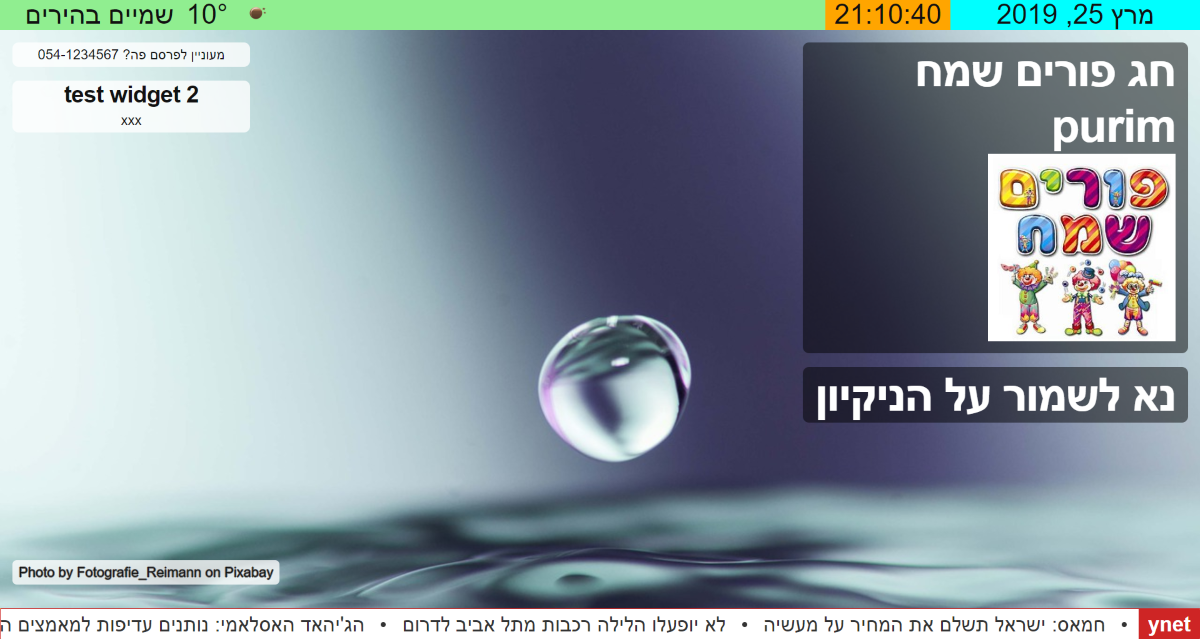 מרץ 25, 2019
21:10:40
10° שמיים בהירים
מעוניין לפרסם פה? 054-1234567
test widget 2
xxx
חג פורים שמח
purim
פורים
שמח
נא לשמור על הניקיון
Photo by Fotografie_Reimann on Pixabay
ynet • חמאס: ישראל תשלם את המחיר על מעשיה • לא יופעלו הלילה רכבות מתל אביב לדרום • הג'יהאד האסלאמי: נותנים עדיפות למאמצים ה